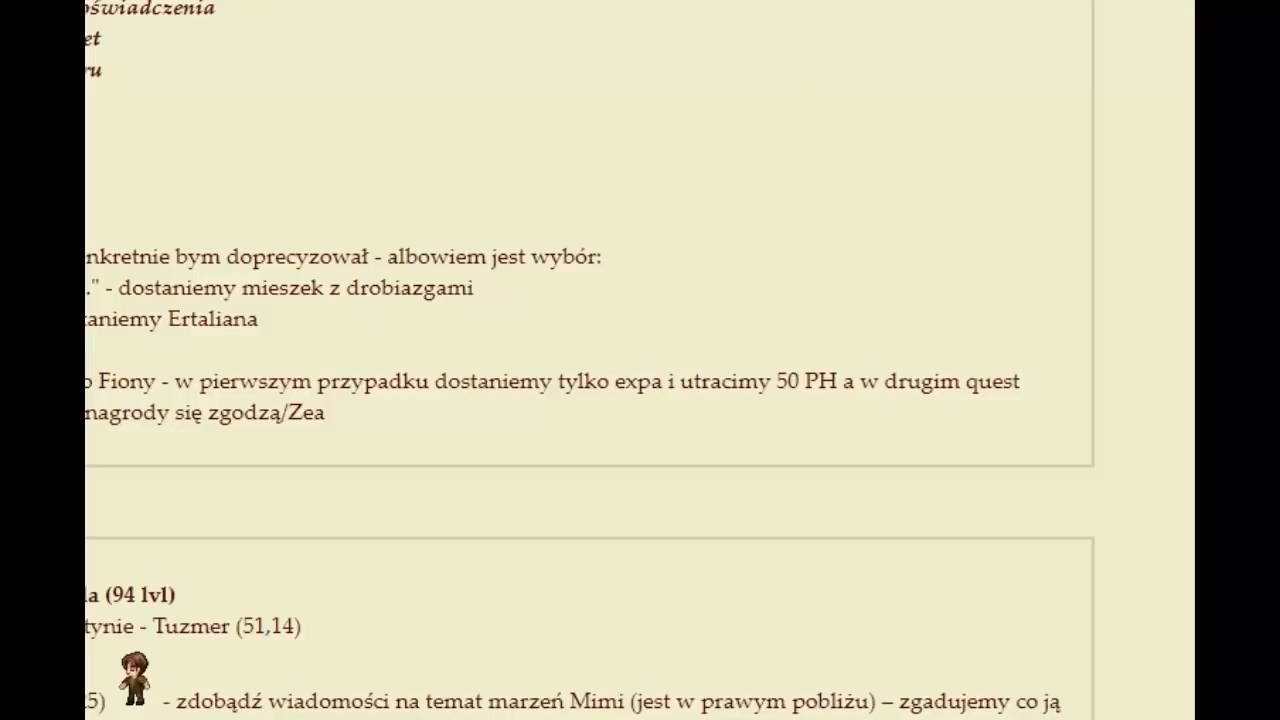 oświadczenia
et
ru
nkretnie bym doprecyzował - albowiem jest wybór:
." - dostaniemy mieszek z drobiazgami
taniemy Ertaliana
o Fiony - w pierwszym przypadku dostaniemy tylko expa i utracimy 50 PH a w drugim quest
nagrody się zgodzą/Zea
la (94 lvl)
tynie - Tuzmer (51,14)
5) - zdobądź wiadomości na temat marzeń Mimi (jest w prawym pobliżu) – zgadujemy co ją